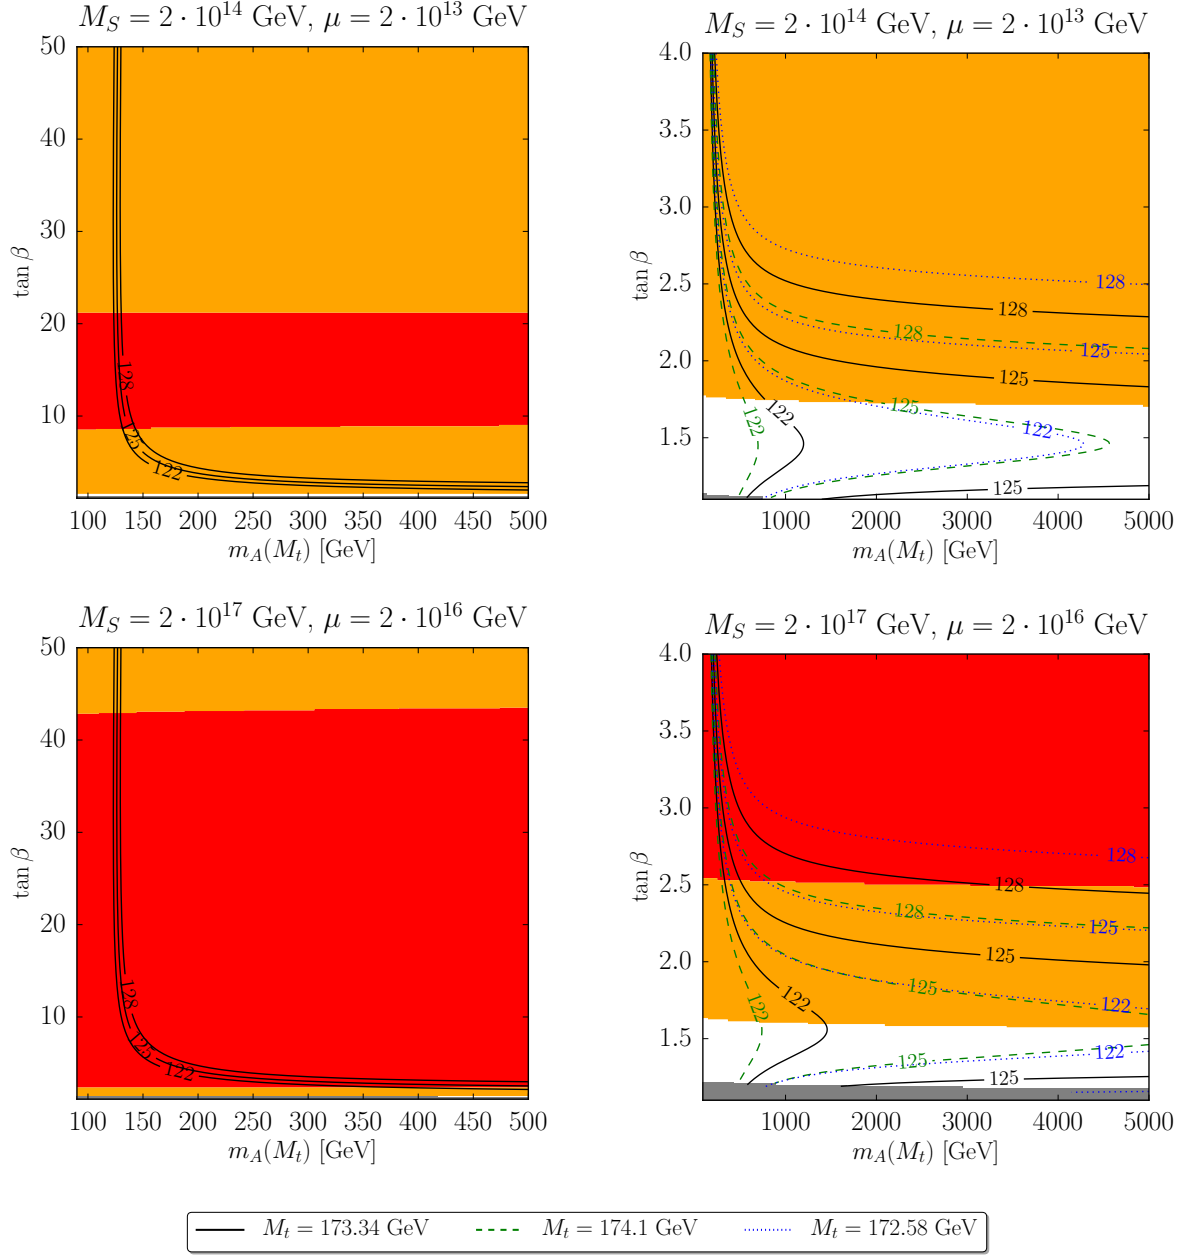 M_S = 2 · 10^14 GeV, μ = 2 · 10^13
50
40
30
20
10
tan β
128
125
122
100 150 200 250 300 350 400 450 500
m_A(M_t) [GeV]
M_S = 2 · 10^14 GeV, μ = 2 · 10^13 GeV
4.0
3.5
3.0
2.5
2.0
1.5
tan β
128
128
128
125
125
125
122
122
122
125
1000 2000 3000 4000 5000
m_A(M_t) [GeV]
M_S = 2 · 10^17 GeV, μ = 2 · 10^16 GeV
50
40
30
20
10
tan β
128
125
122
100 150 200 250 300 350 400 450 500
m_A(M_t) [GeV]
M_S = 2 · 10^17 GeV, μ = 2 · 10^16 GeV
4.0
3.5
3.0
2.5
2.0
1.5
tan β
128
128
128
125
125
125
122
122
122
125
122
125
1000 2000 3000 4000 5000
m_A(M_t) [GeV]
M_t = 173.34 GeV M_t = 174.1 GeV M_t = 172.58 GeV